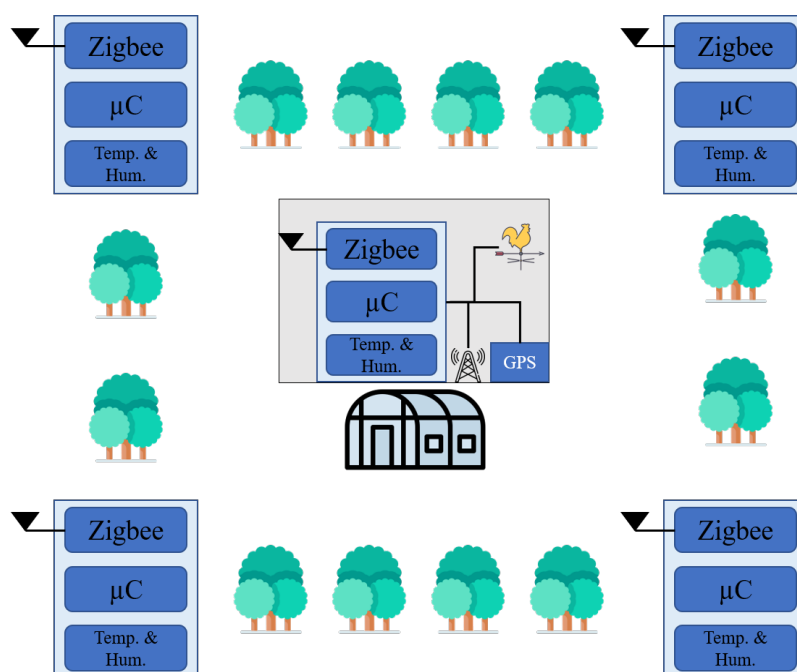 Zigbee
µC
Temp. &
Hum.
Zigbee
µC
Temp. &
Hum.
Zigbee
µC
Temp. &
Hum.
GPS
Zigbee
µC
Temp. &
Hum.
Zigbee
µC
Temp. &
Hum.